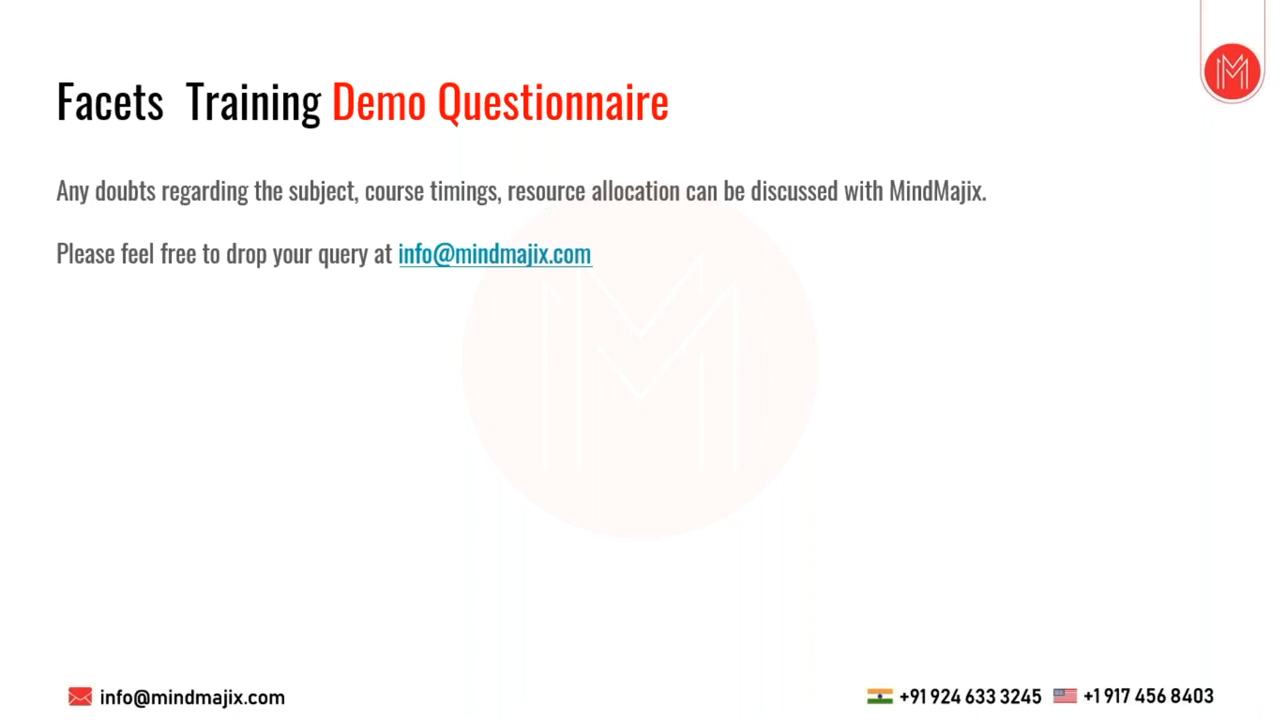 Facets Training Demo Questionnaire
Any doubts regarding the subject, course timings, resource allocation can be discussed with MindMajix.
Please feel free to drop your query at info@mindmajix.com
info@mindmajix.com +91 924 633 3245 +1 917 456 8403